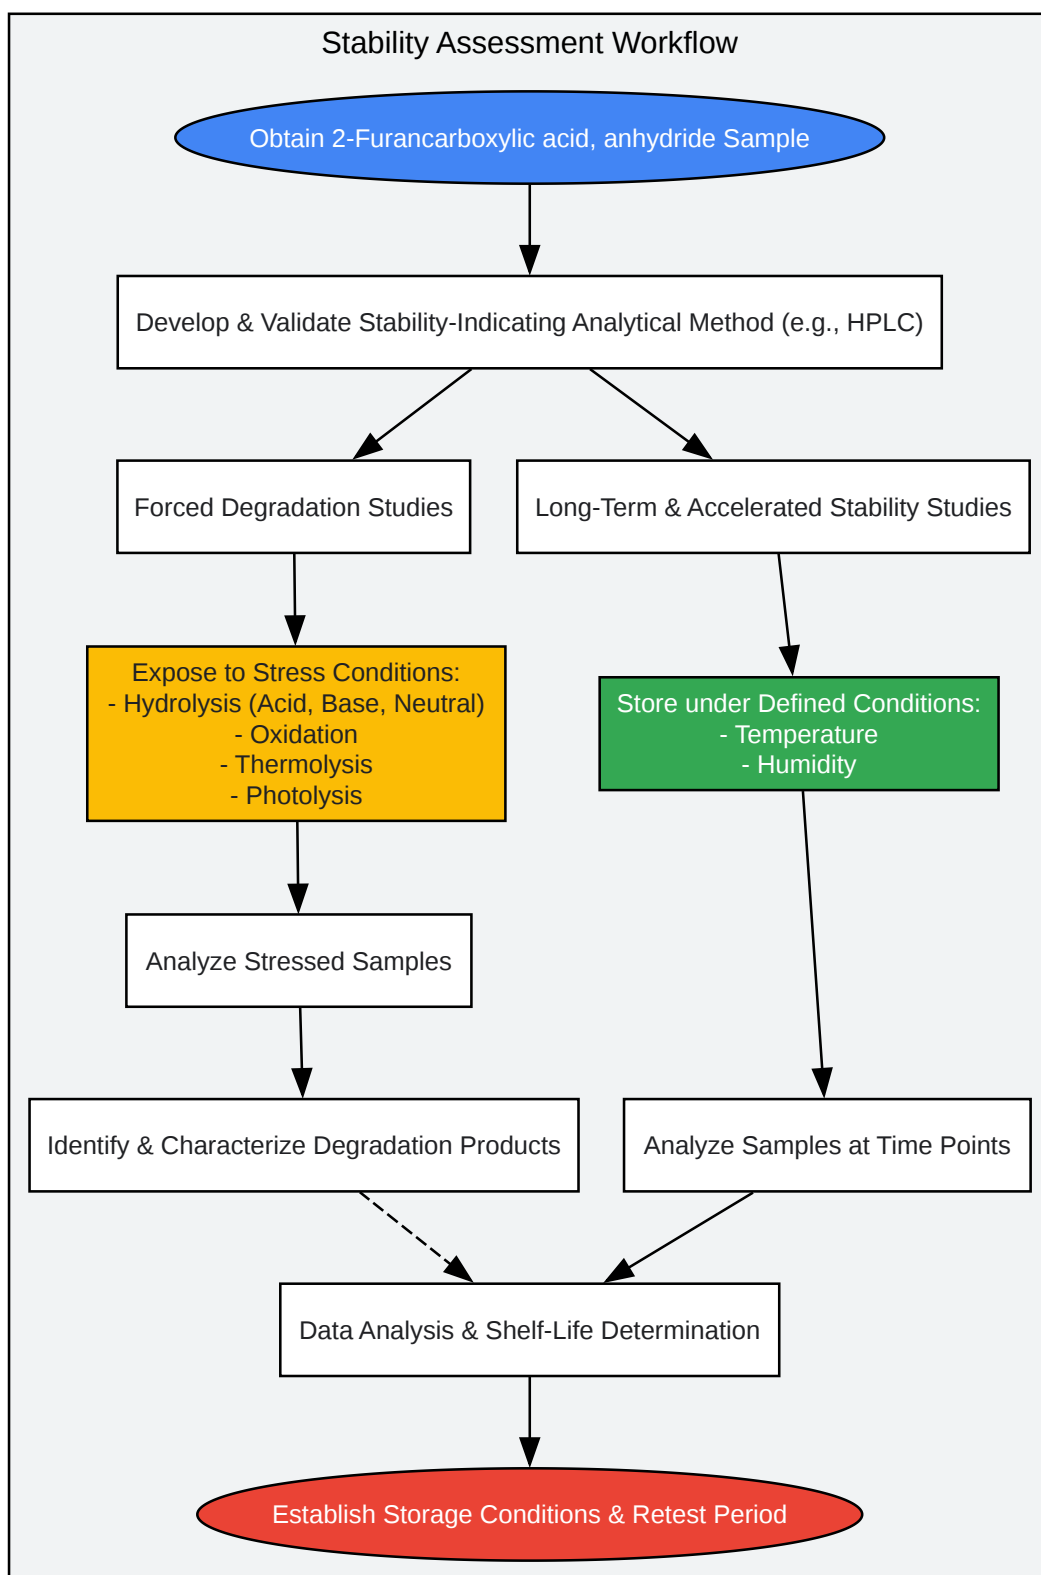 Stability Assessment Workflow
Obtain 2-Furancarboxylic acid, anhydride Sample
Develop & Validate Stability-Indicating Analytical Method (e.g., HPLC)
Forced Degradation Studies
Long-Term & Accelerated Stability Studies
Expose to Stress Conditions:
- Hydrolysis (Acid, Base, Neutral)
- Oxidation
- Thermolysis
- Photolysis
Store under Defined Conditions:
- Temperature
- Humidity
Analyze Stressed Samples
Identify & Characterize Degradation Products
Analyze Samples at Time Points
Data Analysis & Shelf-Life Determination
Establish Storage Conditions & Retest Period